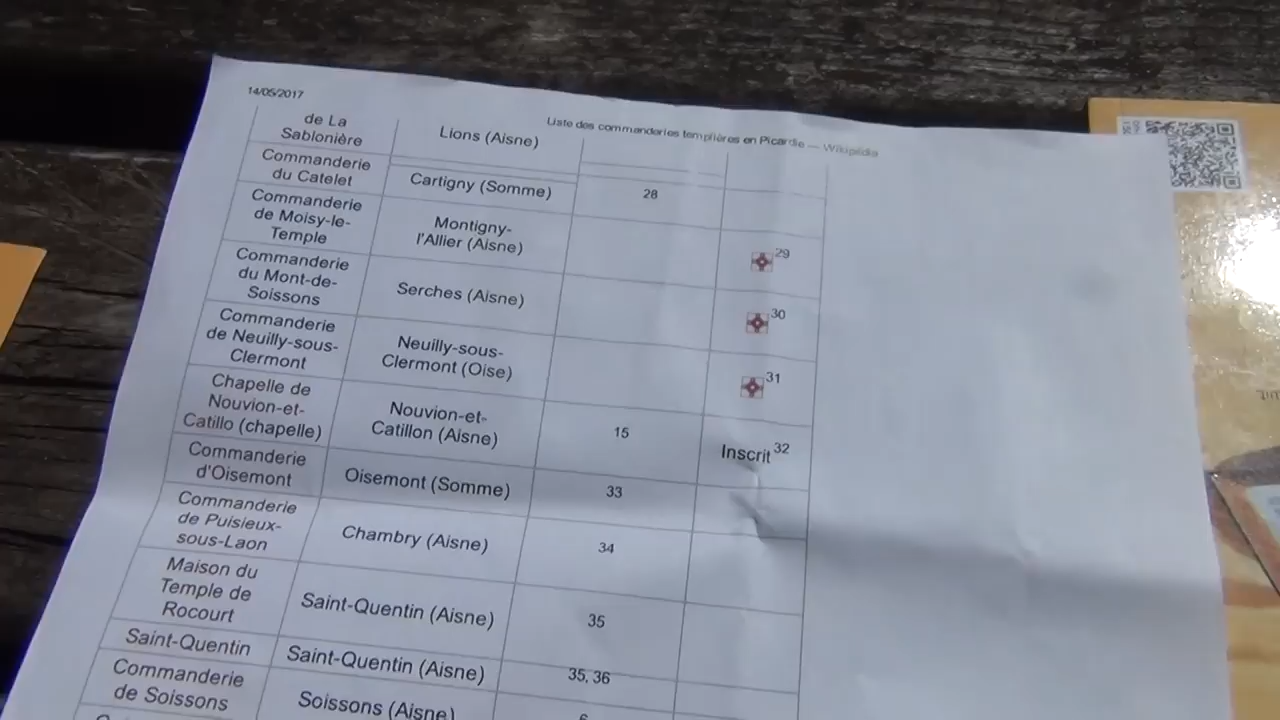 14/05/2017
Liste des commanderies templières en Picardie — Wikipédia
de La
Sablonière
Lions (Aisne)
Commanderie
du Catelet
Cartigny (Somme)
28
Commanderie
de Moisy-le-
Temple
Montigny-
l'Allier (Aisne)
29
Commanderie
du Mont-de-
Soissons
Serches (Aisne)
30
Commanderie
de Neuilly-sous-
Clermont
Neuilly-sous-
Clermont (Oise)
31
Chapelle de
Nouvion-et-
Catillo (chapelle)
Nouvion-et-
Catillon (Aisne)
15
Inscrit 32
Commanderie
d'Oisemont
Oisemont (Somme)
33
Commanderie
de Puisieux-
sous-Laon
Chambry (Aisne)
34
Maison du
Temple de
Rocourt
Saint-Quentin (Aisne)
35
Saint-Quentin
Saint-Quentin (Aisne)
35, 36
Commanderie
de Soissons
Soissons (Aisne)
6